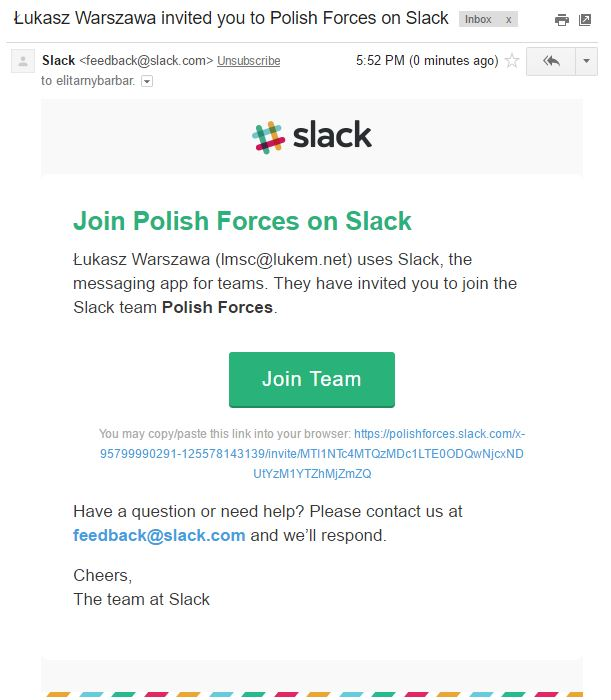 Łukasz Warszawa invited you to Polish Forces on Slack Inbox x
Slack <feedback@slack.com> Unsubscribe 5:52 PM (0 minutes ago)
to elitarnybarbar.
slack
Join Polish Forces on Slack
Łukasz Warszawa (lmsc@lukem.net) uses Slack, the
messaging app for teams. They have invited you to join the
Slack team Polish Forces.
Join Team
You may copy/paste this link into your browser: https://polishforces.slack.com/x-
95799990291-125578143139/invite/MTI1NTc4MTQzMDc1LTE0ODQwNjcxND
UtYzM1YTZhMjZmZQ
Have a question or need help? Please contact us at
feedback@slack.com and we’ll respond.
Cheers,
The team at Slack